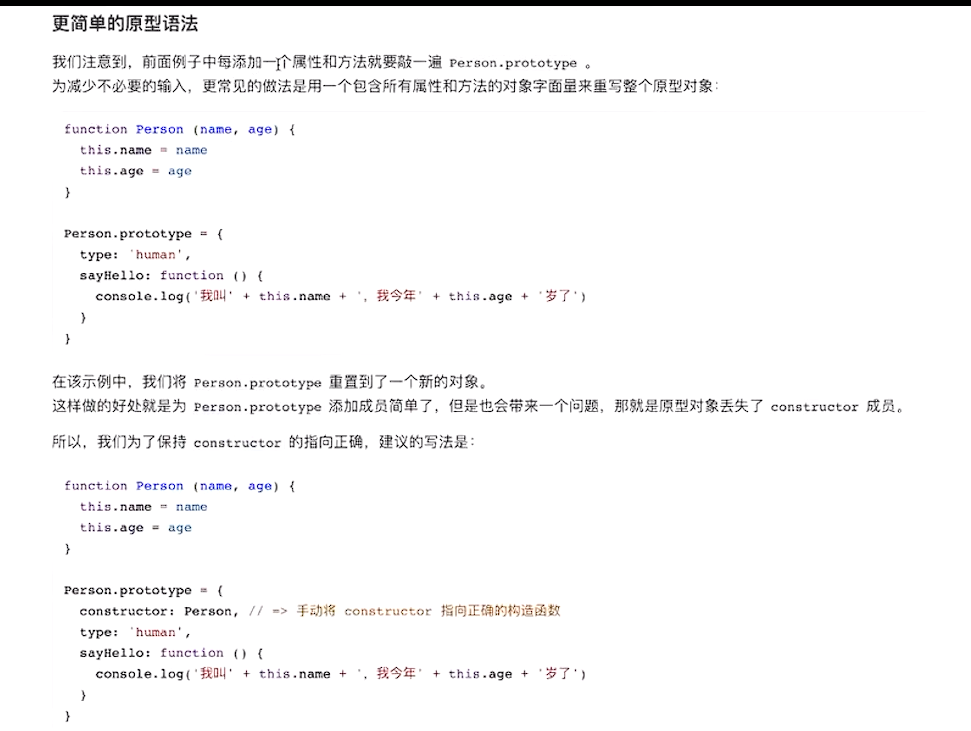 更简单的原型语法
我们注意到，前面例子中每添加一个属性和方法就要敲一遍 Person.prototype 。
为减少不必要的输入，更常见的做法是用一个包含所有属性和方法的对象字面量来重写整个原型对象：
function Person (name, age) {
  this.name = name
  this.age = age
}
Person.prototype = {
  type: 'human',
  sayHello: function () {
    console.log('我叫' + this.name + '，我今年' + this.age + '岁了')
  }
}
在该示例中，我们将 Person.prototype 重置到了一个新的对象。
这样做的好处就是为 Person.prototype 添加成员简单了，但是也会带来一个问题，那就是原型对象丢失了 constructor 成员。
所以，我们为了保持 constructor 的指向正确，建议的写法是：
function Person (name, age) {
  this.name = name
  this.age = age
}
Person.prototype = {
  constructor: Person, // => 手动将 constructor 指向正确的构造函数
  type: 'human',
  sayHello: function () {
    console.log('我叫' + this.name + '，我今年' + this.age + '岁了')
  }
}